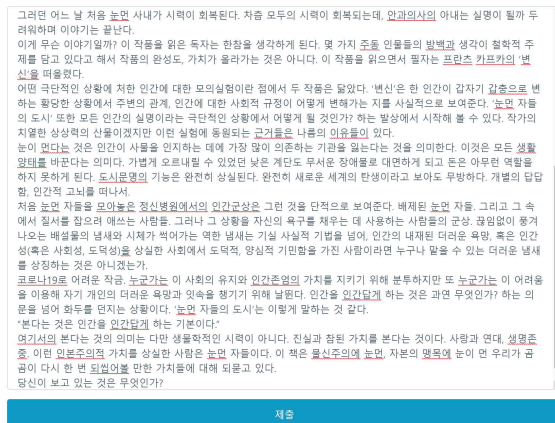 그러던 어느 날 처음 눈먼 사내가 시력이 회복된다. 차츰 모두의 시력이 회복되는데, 안과의사의 아내는 실명이 될까 두
려워하며 이야기는 끝난다.
이게 무슨 이야기일까? 이 작품을 읽은 독자는 한참을 생각하게 된다. 몇 가지 주동 인물들의 방백과 생각이 철학적 주
제를 담고 있다고 해서 작품의 완성도, 가치가 올라가는 것은 아니다. 이 작품을 읽으면서 필자는 프란츠 카프카의 '변
신'을 떠올렸다.
어떤 극단적인 상황에 처한 인간에 대한 모의실험이란 점에서 두 작품은 닮았다. '변신'은 한 인간이 갑자기 갑충으로 변
하는 황당한 상황에서 주변의 관계, 인간에 대한 사회적 규정이 어떻게 변해가는 지를 사실적으로 보여준다. '눈먼 자들
의 도시' 또한 모든 인간의 실명이라는 극단적인 상황에서 어떻게 될 것인가? 하는 발상에서 시작해 볼 수 있다. 작가의
치열한 상상력의 산물이겠지만 이런 실험에 동원되는 근거들은 나름의 이유들이 있다.
눈이 먼다는 것은 인간이 사물을 인지하는 데에 가장 많이 의존하는 기관을 잃는다는 것을 의미한다. 이것은 모든 생활
양태를 바꾼다는 의미다. 가볍게 오르내릴 수 있었던 낮은 계단도 무서운 장애물로 대면하게 되고 돈은 아무런 역할을
하지 못하게 된다. 도시문명의 기능은 완전히 상실된다. 완전히 새로운 세계의 탄생이라고 보아도 무방하다. 개별의 답답
함, 인간적 고뇌를 떠나서.
처음 눈먼 자들을 모아놓은 정신병원에서의 인간군상은 그런 것을 단적으로 보여준다. 배제된 눈먼 자들. 그리고 그 속
에서 질서를 잡으려 애쓰는 사람들. 그러나 그 상황을 자신의 욕구를 채우는 데 사용하는 사람들의 군상. 끊임없이 풍겨
나오는 배설물의 냄새와 시체가 썩어가는 역한 냄새는 기실 사실적 기법을 넘어, 인간의 내재된 더러운 욕망, 혹은 인간
성(혹은 사회성, 도덕성)을 상실한 사회에서 도덕적, 양심적 기민함을 가진 사람이라면 누구나 맡을 수 있는 더러운 냄새
를 상징하는 것은 아니겠는가.
코로나19로 어려운 작금. 누군가는 이 사회의 유지와 인간존엄의 가치를 지키기 위해 분투하지만 또 누군가는 이 어려움
을 이용해 자기 개인의 더러운 욕망과 잇속을 챙기기 위해 날뛴다. 인간을 인간답게 하는 것은 과연 무엇인가? 하는 의
문을 넘어 화두를 던지는 상황이다. '눈먼 자들의 도시'는 이렇게 말하는 것 같다.
"본다는 것은 인간을 인간답게 하는 기본이다."
여기서의 본다는 것의 의미는 다만 생물학적인 시력이 아니다. 진실과 참된 가치를 본다는 것이다. 사랑과 연대, 생명존
중, 이런 인본주의적 가치를 상실한 사람은 눈먼 자들이다. 이 책은 물신주의에 눈먼, 자본의 맹목에 눈이 먼 우리가 곰
곰이 다시 한 번 되씹어볼 만한 가치들에 대해 되묻고 있다.
당신이 보고 있는 것은 무엇인가?
제출